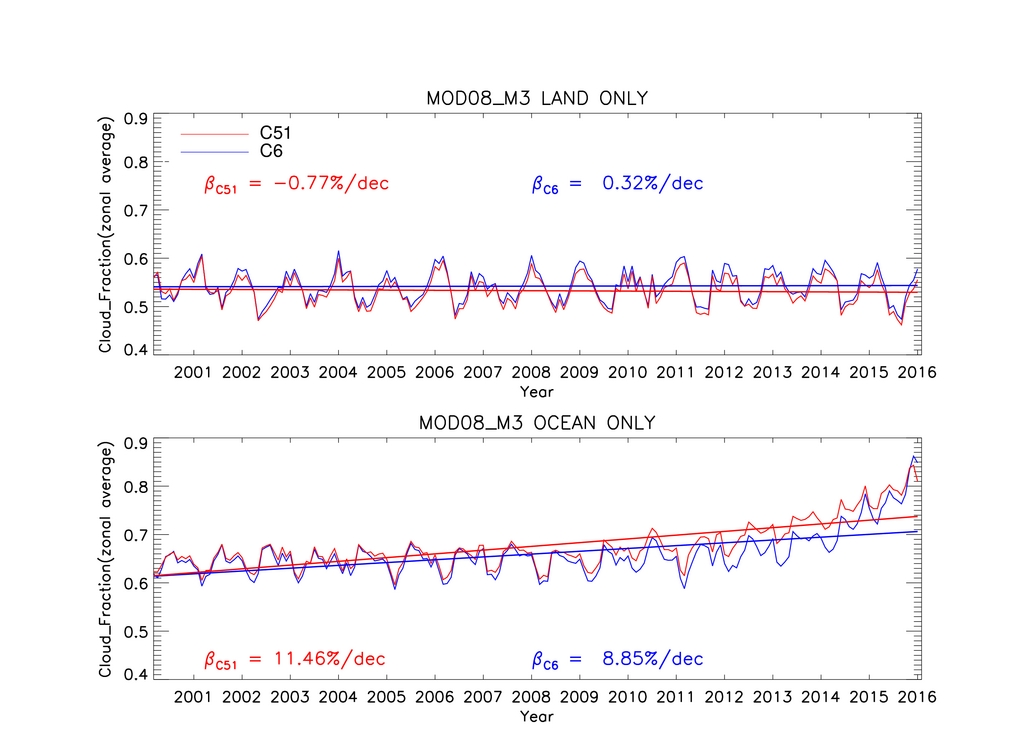 MOD08_M3 LAND ONLY
Cloud_Fraction(zonal average)
0.9
0.8
0.7
0.6
0.5
0.4
C51
C6
βC51 = −0.77%/dec
βC6 = 0.32%/dec
2001 2002 2003 2004 2005 2006 2007 2008 2009 2010 2011 2012 2013 2014 2015 2016
Year
MOD08_M3 OCEAN ONLY
Cloud_Fraction(zonal average)
0.9
0.8
0.7
0.6
0.5
0.4
βC51 = 11.46%/dec
βC6 = 8.85%/dec
2001 2002 2003 2004 2005 2006 2007 2008 2009 2010 2011 2012 2013 2014 2015 2016
Year